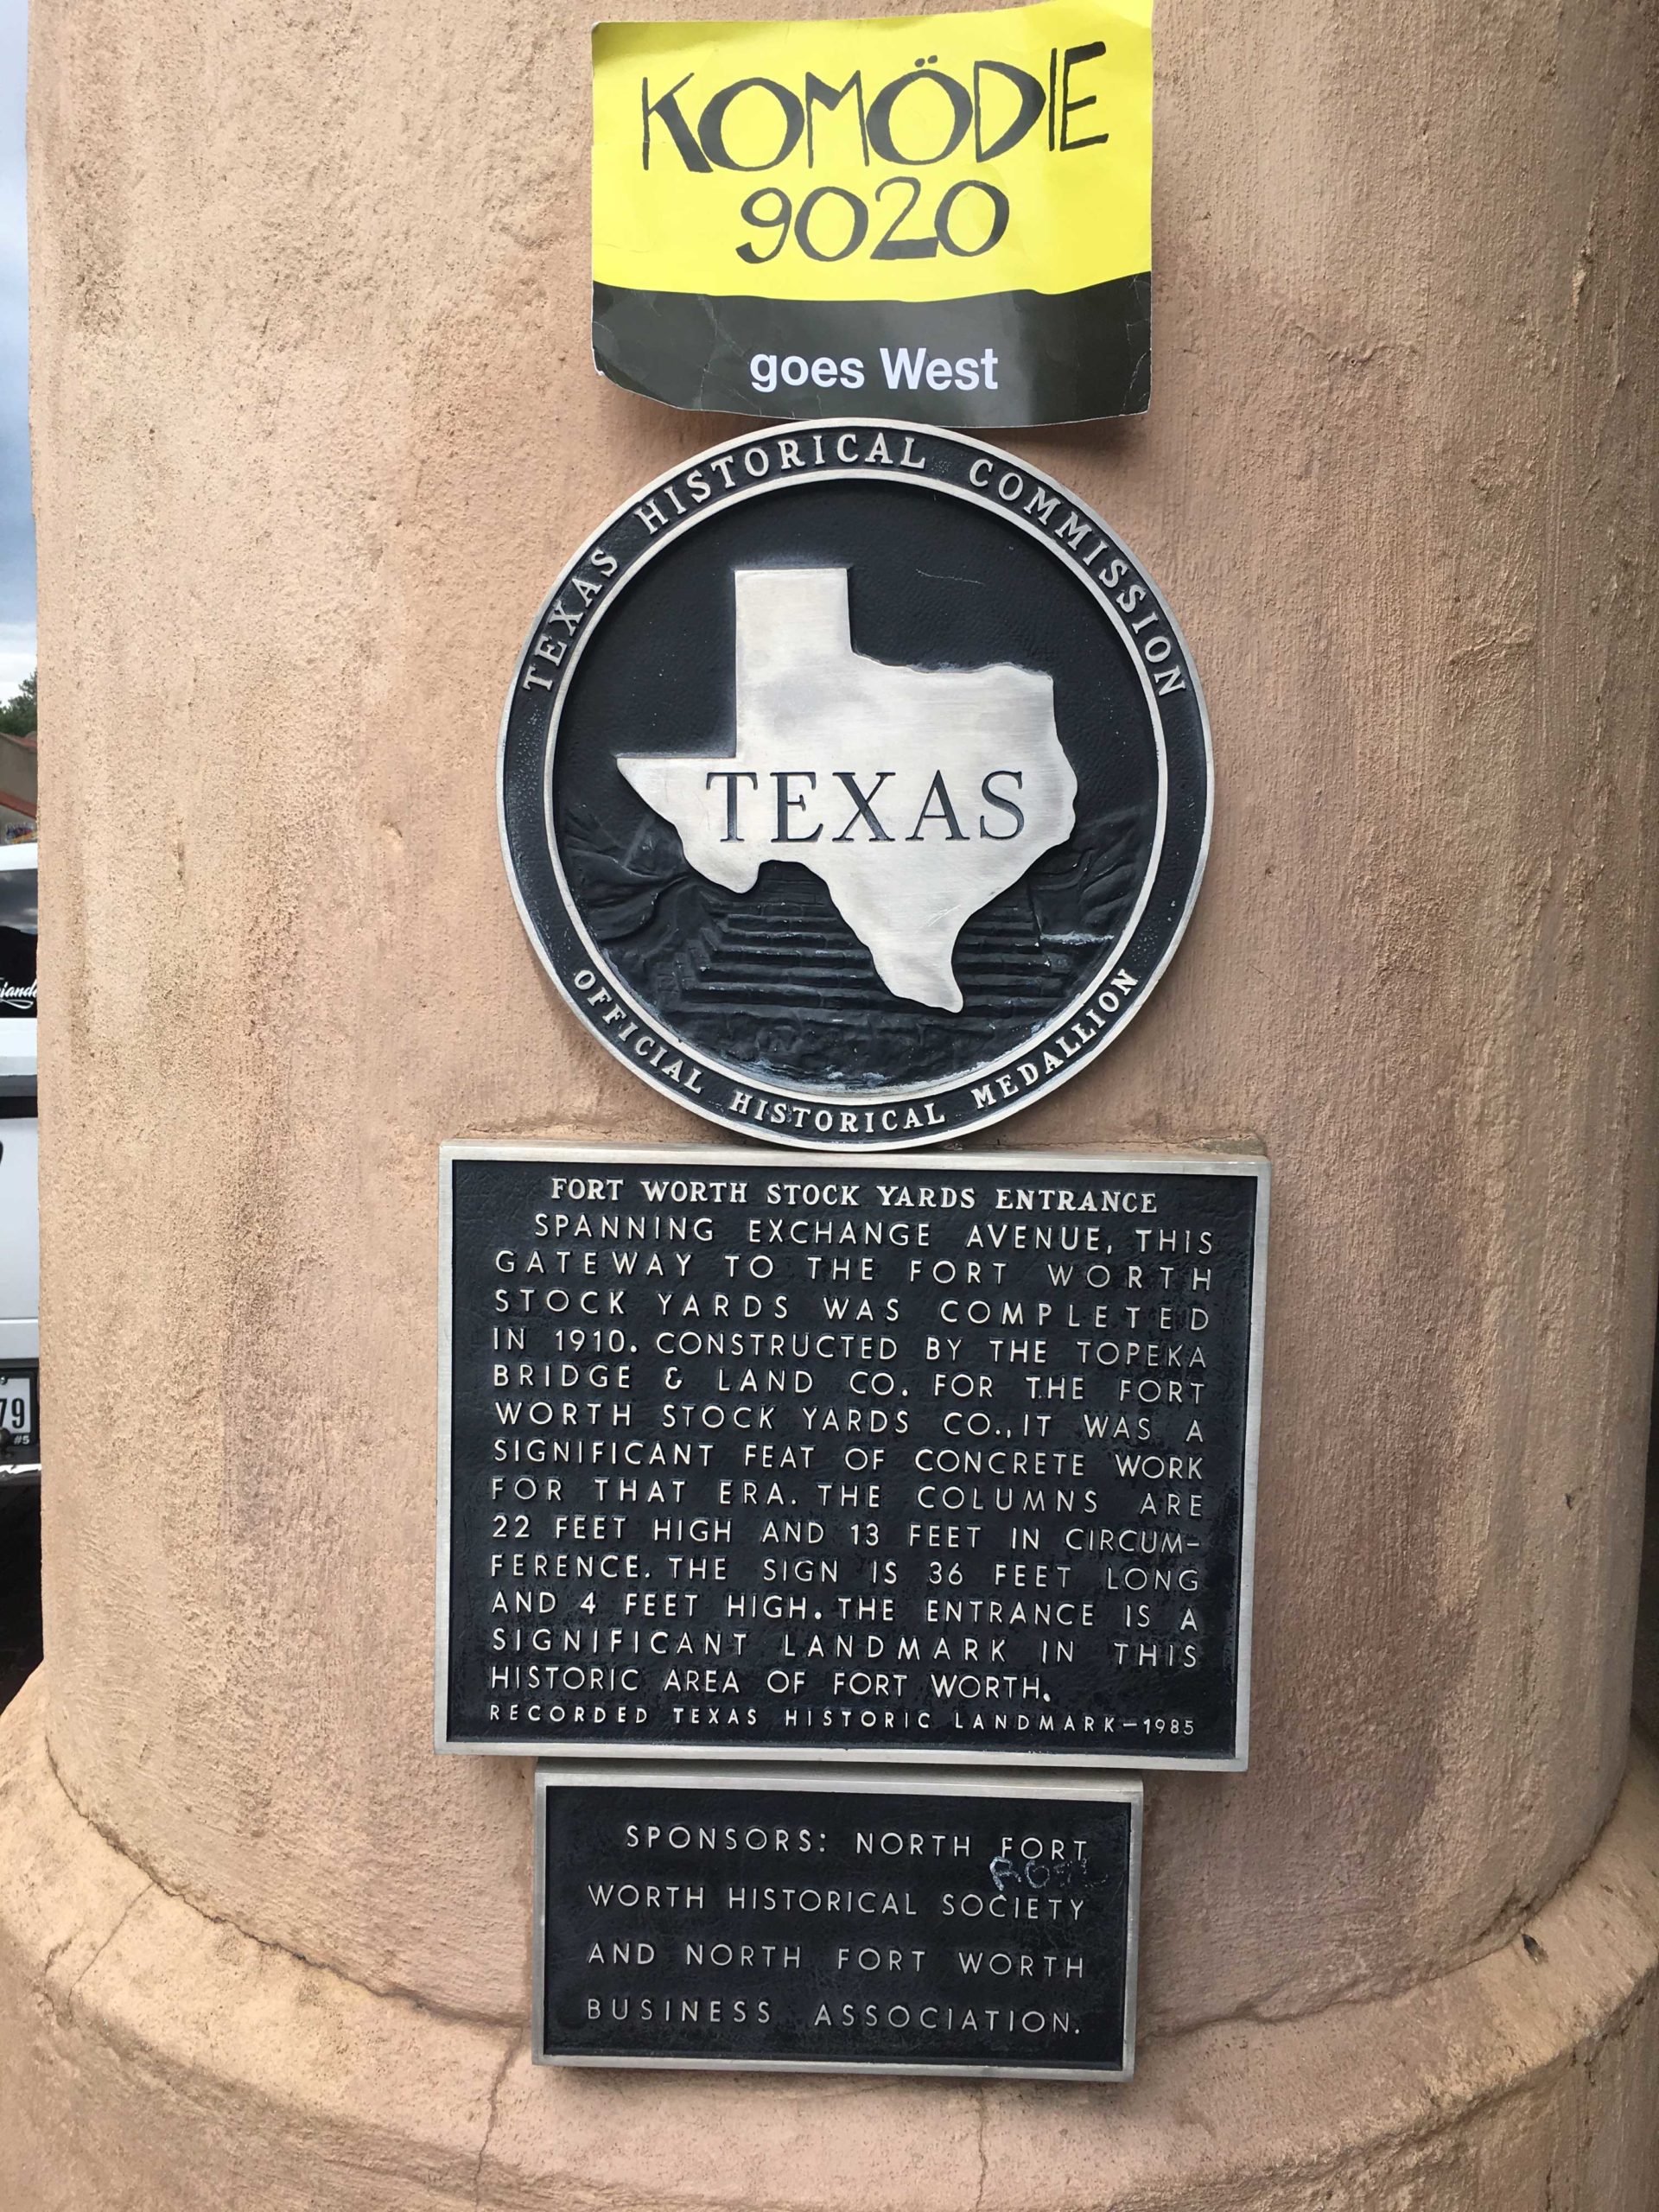 KOMÖDIE
9020
goes West
TEXAS HISTORICAL COMMISSION
TEXAS
OFFICIAL HISTORICAL MEDALLION
FORT WORTH STOCK YARDS ENTRANCE
SPANNING EXCHANGE AVENUE, THIS
GATEWAY TO THE FORT WORTH
STOCK YARDS WAS COMPLETED
IN 1910. CONSTRUCTED BY THE TOPEKA
BRIDGE & LAND CO. FOR THE FORT
WORTH STOCK YARDS CO., IT WAS A
SIGNIFICANT FEAT OF CONCRETE WORK
FOR THAT ERA. THE COLUMNS ARE
22 FEET HIGH AND 13 FEET IN CIRCUM-
FERENCE. THE SIGN IS 36 FEET LONG
AND 4 FEET HIGH. THE ENTRANCE IS A
SIGNIFICANT LANDMARK IN THIS
HISTORIC AREA OF FORT WORTH.
RECORDED TEXAS HISTORIC LANDMARK-1985
SPONSORS: NORTH FORT
WORTH HISTORICAL SOCIETY
AND NORTH FORT WORTH
BUSINESS ASSOCIATION.
79
#5